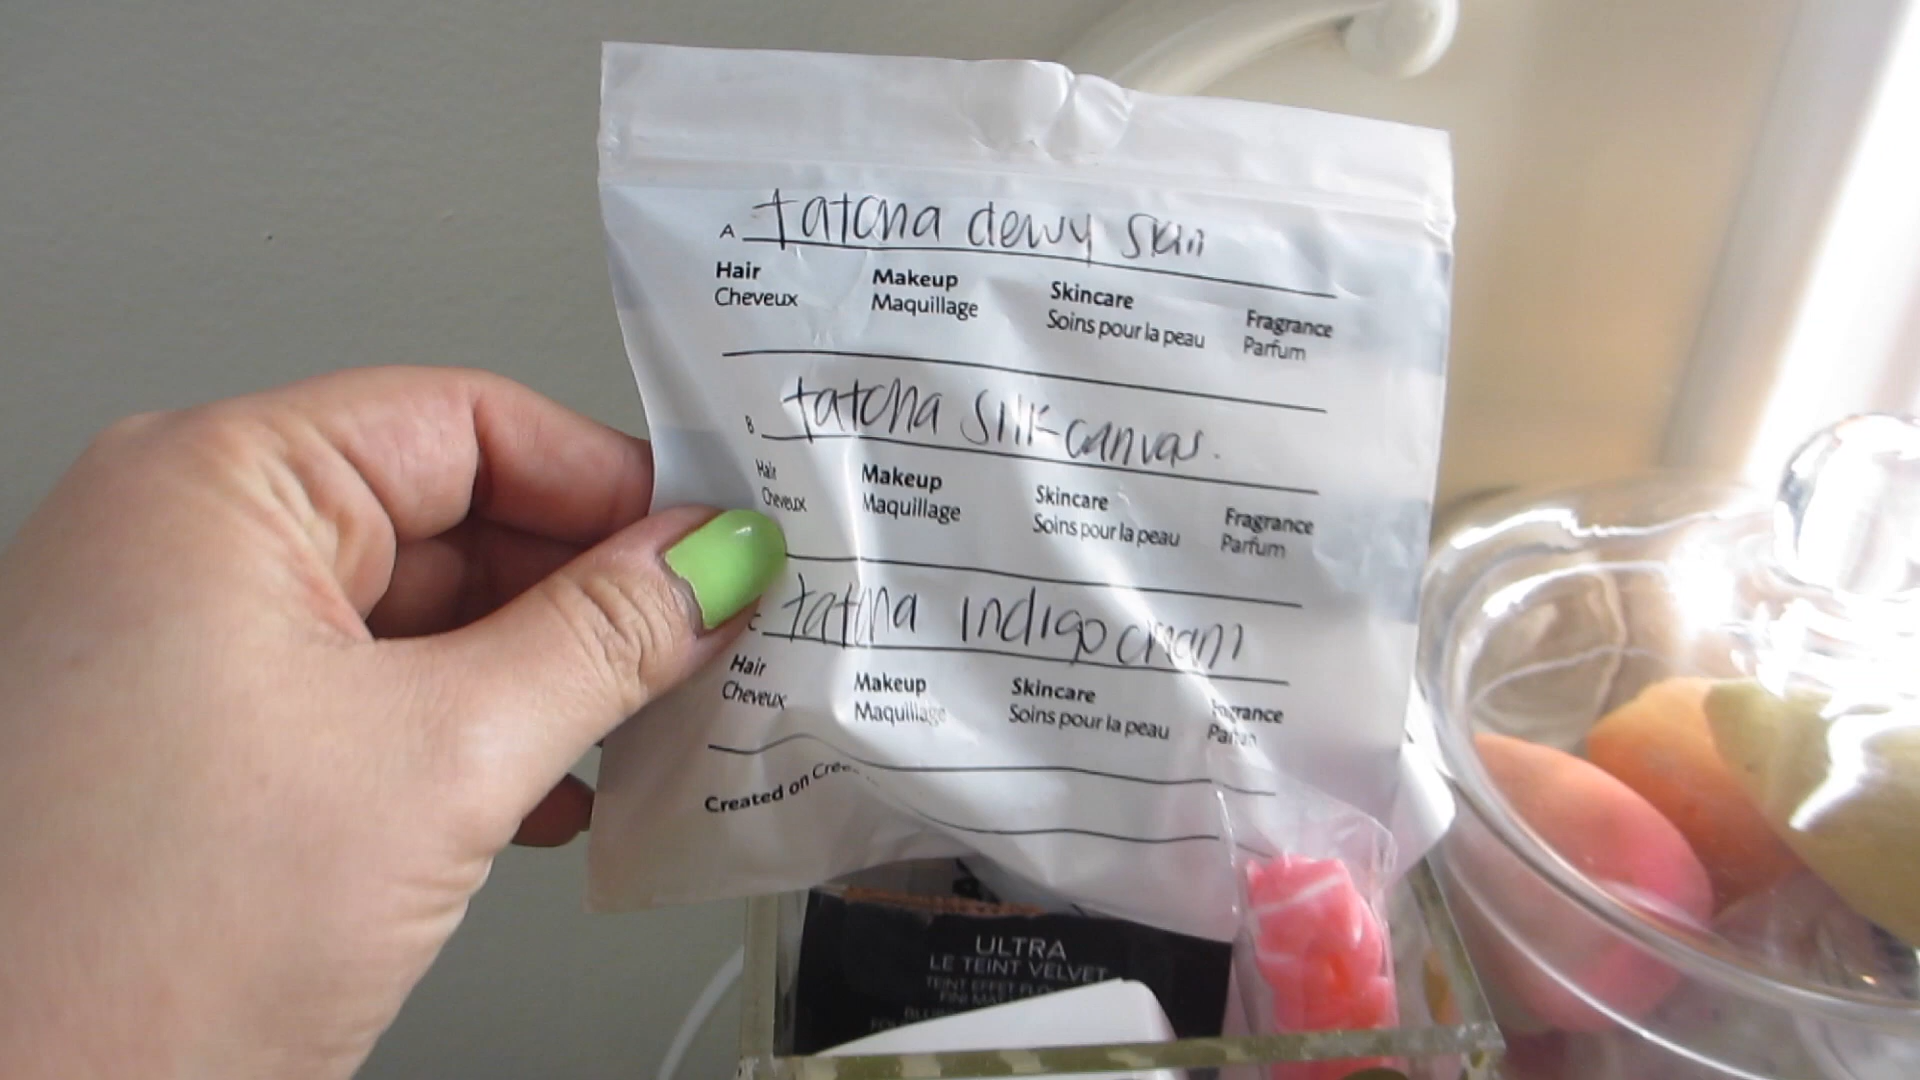 A tatcha dewy skin
Hair Makeup Skincare Fragrance
Cheveux Maquillage Soins pour la peau Parfum
B tatcha silk canvas.
Hair Makeup Skincare Fragrance
Cheveux Maquillage Soins pour la peau Parfum
C tatcha indigo cream
Hair Makeup Skincare Fragrance
Cheveux Maquillage Soins pour la peau Parfum
Created on
ULTRA
LE TEINT VELVET
TEINT EFFET